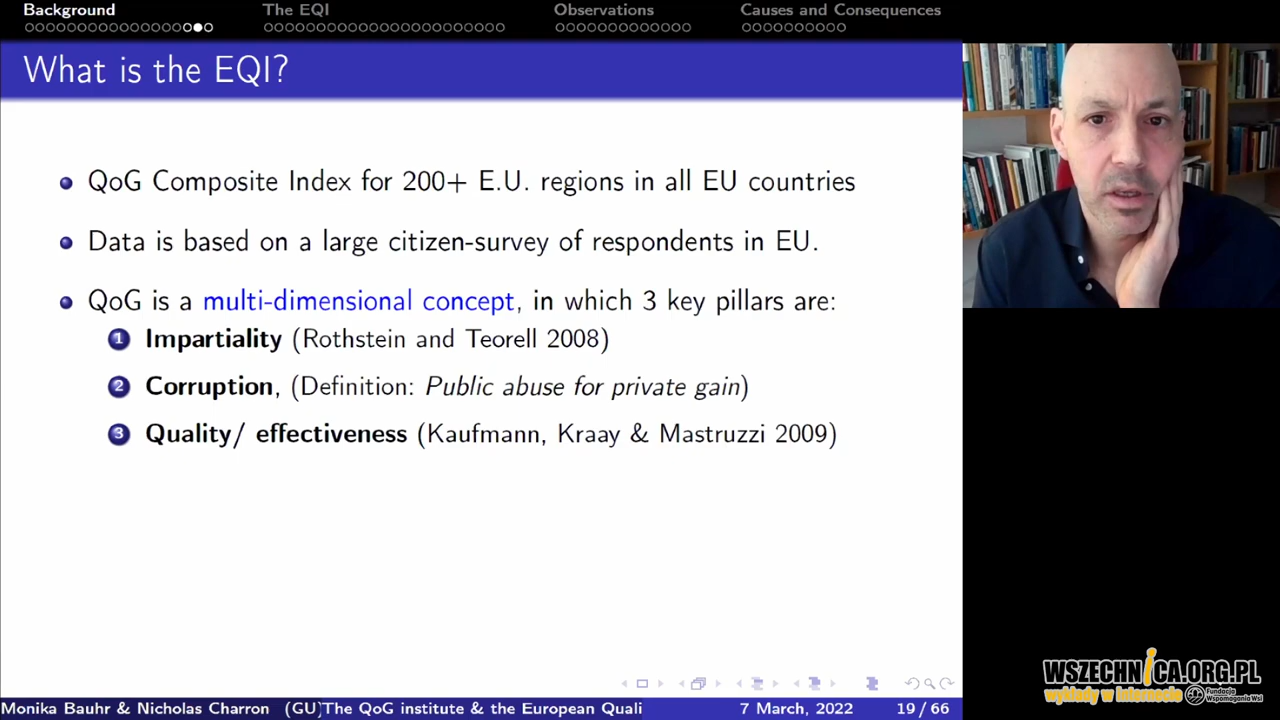 Background The EQI Observations Causes and Consequences
What is the EQI?
QoG Composite Index for 200+ E.U. regions in all EU countries
Data is based on a large citizen-survey of respondents in EU.
QoG is a multi-dimensional concept, in which 3 key pillars are:
1 Impartiality (Rothstein and Teorell 2008)
2 Corruption, (Definition: Public abuse for private gain)
3 Quality/ effectiveness (Kaufmann, Kraay & Mastruzzi 2009)
WSZECHNICA.ORG.PL
wykłady w internecie Fundacja
Wspomagania Wsi
Monika Bauhr & Nicholas Charron (GU) The QoG institute & the European Quali 7 March, 2022 19 / 66